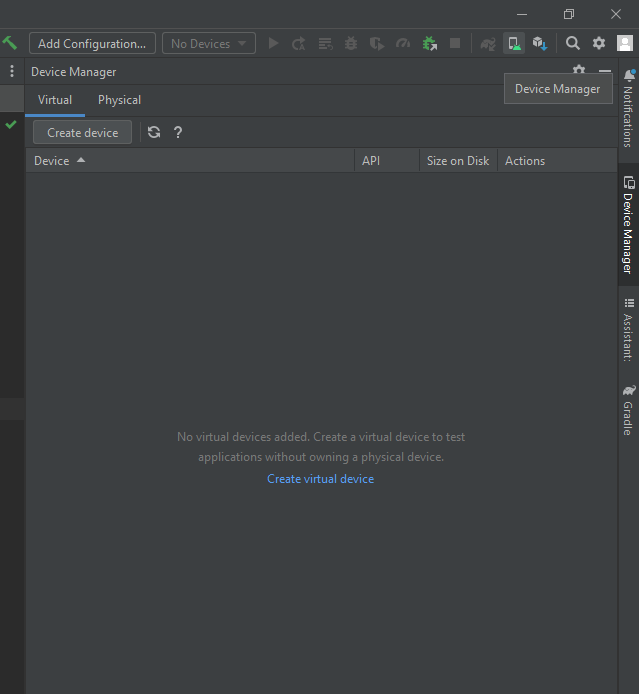 Add Configuration...
No Devices
Device Manager
Device Manager
Virtual
Physical
Create device
?
Device
API
Size on Disk
Actions
No virtual devices added. Create a virtual device to test
applications without owning a physical device.
Create virtual device
Notifications
Device Manager
Assistant:
Gradle